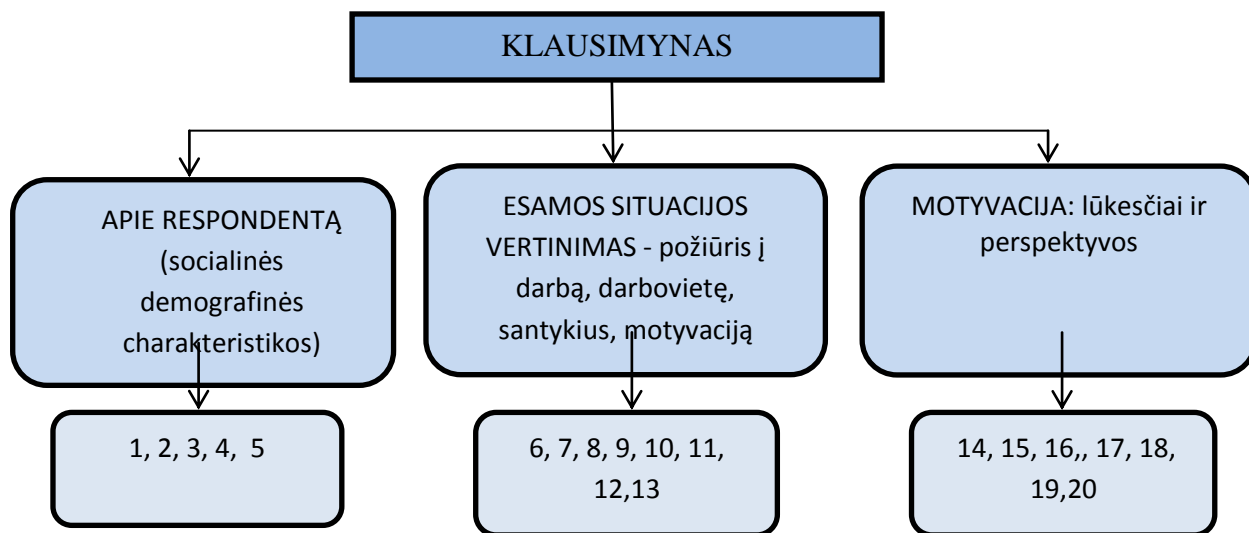 KLAUSIMYNAS
APIE RESPONDENTĄ
(socialinės
demografinės
charakteristikos)
ESAMOS SITUACIJOS
VERTINIMAS - požiūris į
darbą, darbovietę,
santykius, motyvaciją
MOTYVACIJA: lūkesčiai ir
perspektyvos
1, 2, 3, 4,  5
6, 7, 8, 9, 10, 11,
12,13
14, 15, 16,, 17, 18,
19,20